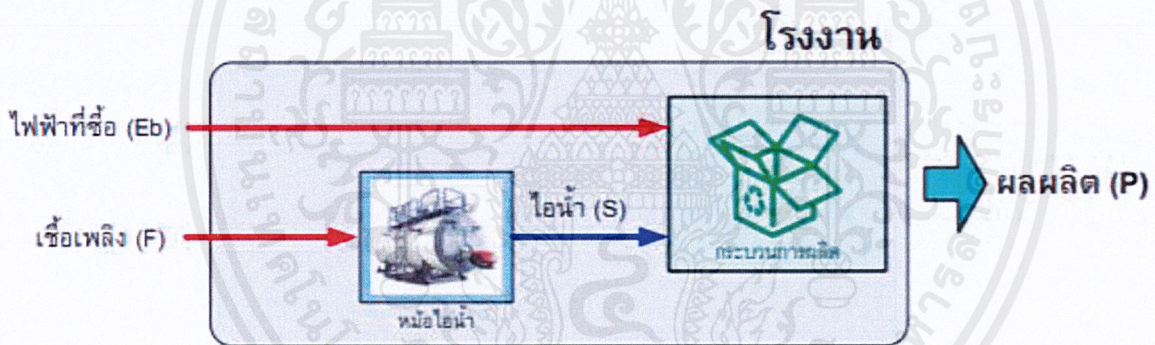 โรงงาน
ไฟฟ้าที่ซื้อ (Eb)
ไอน้ำ (S)
ผลผลิต (P)
เชื้อเพลิง (F)
กระบวนการผลิต
หม้อไอน้ำ